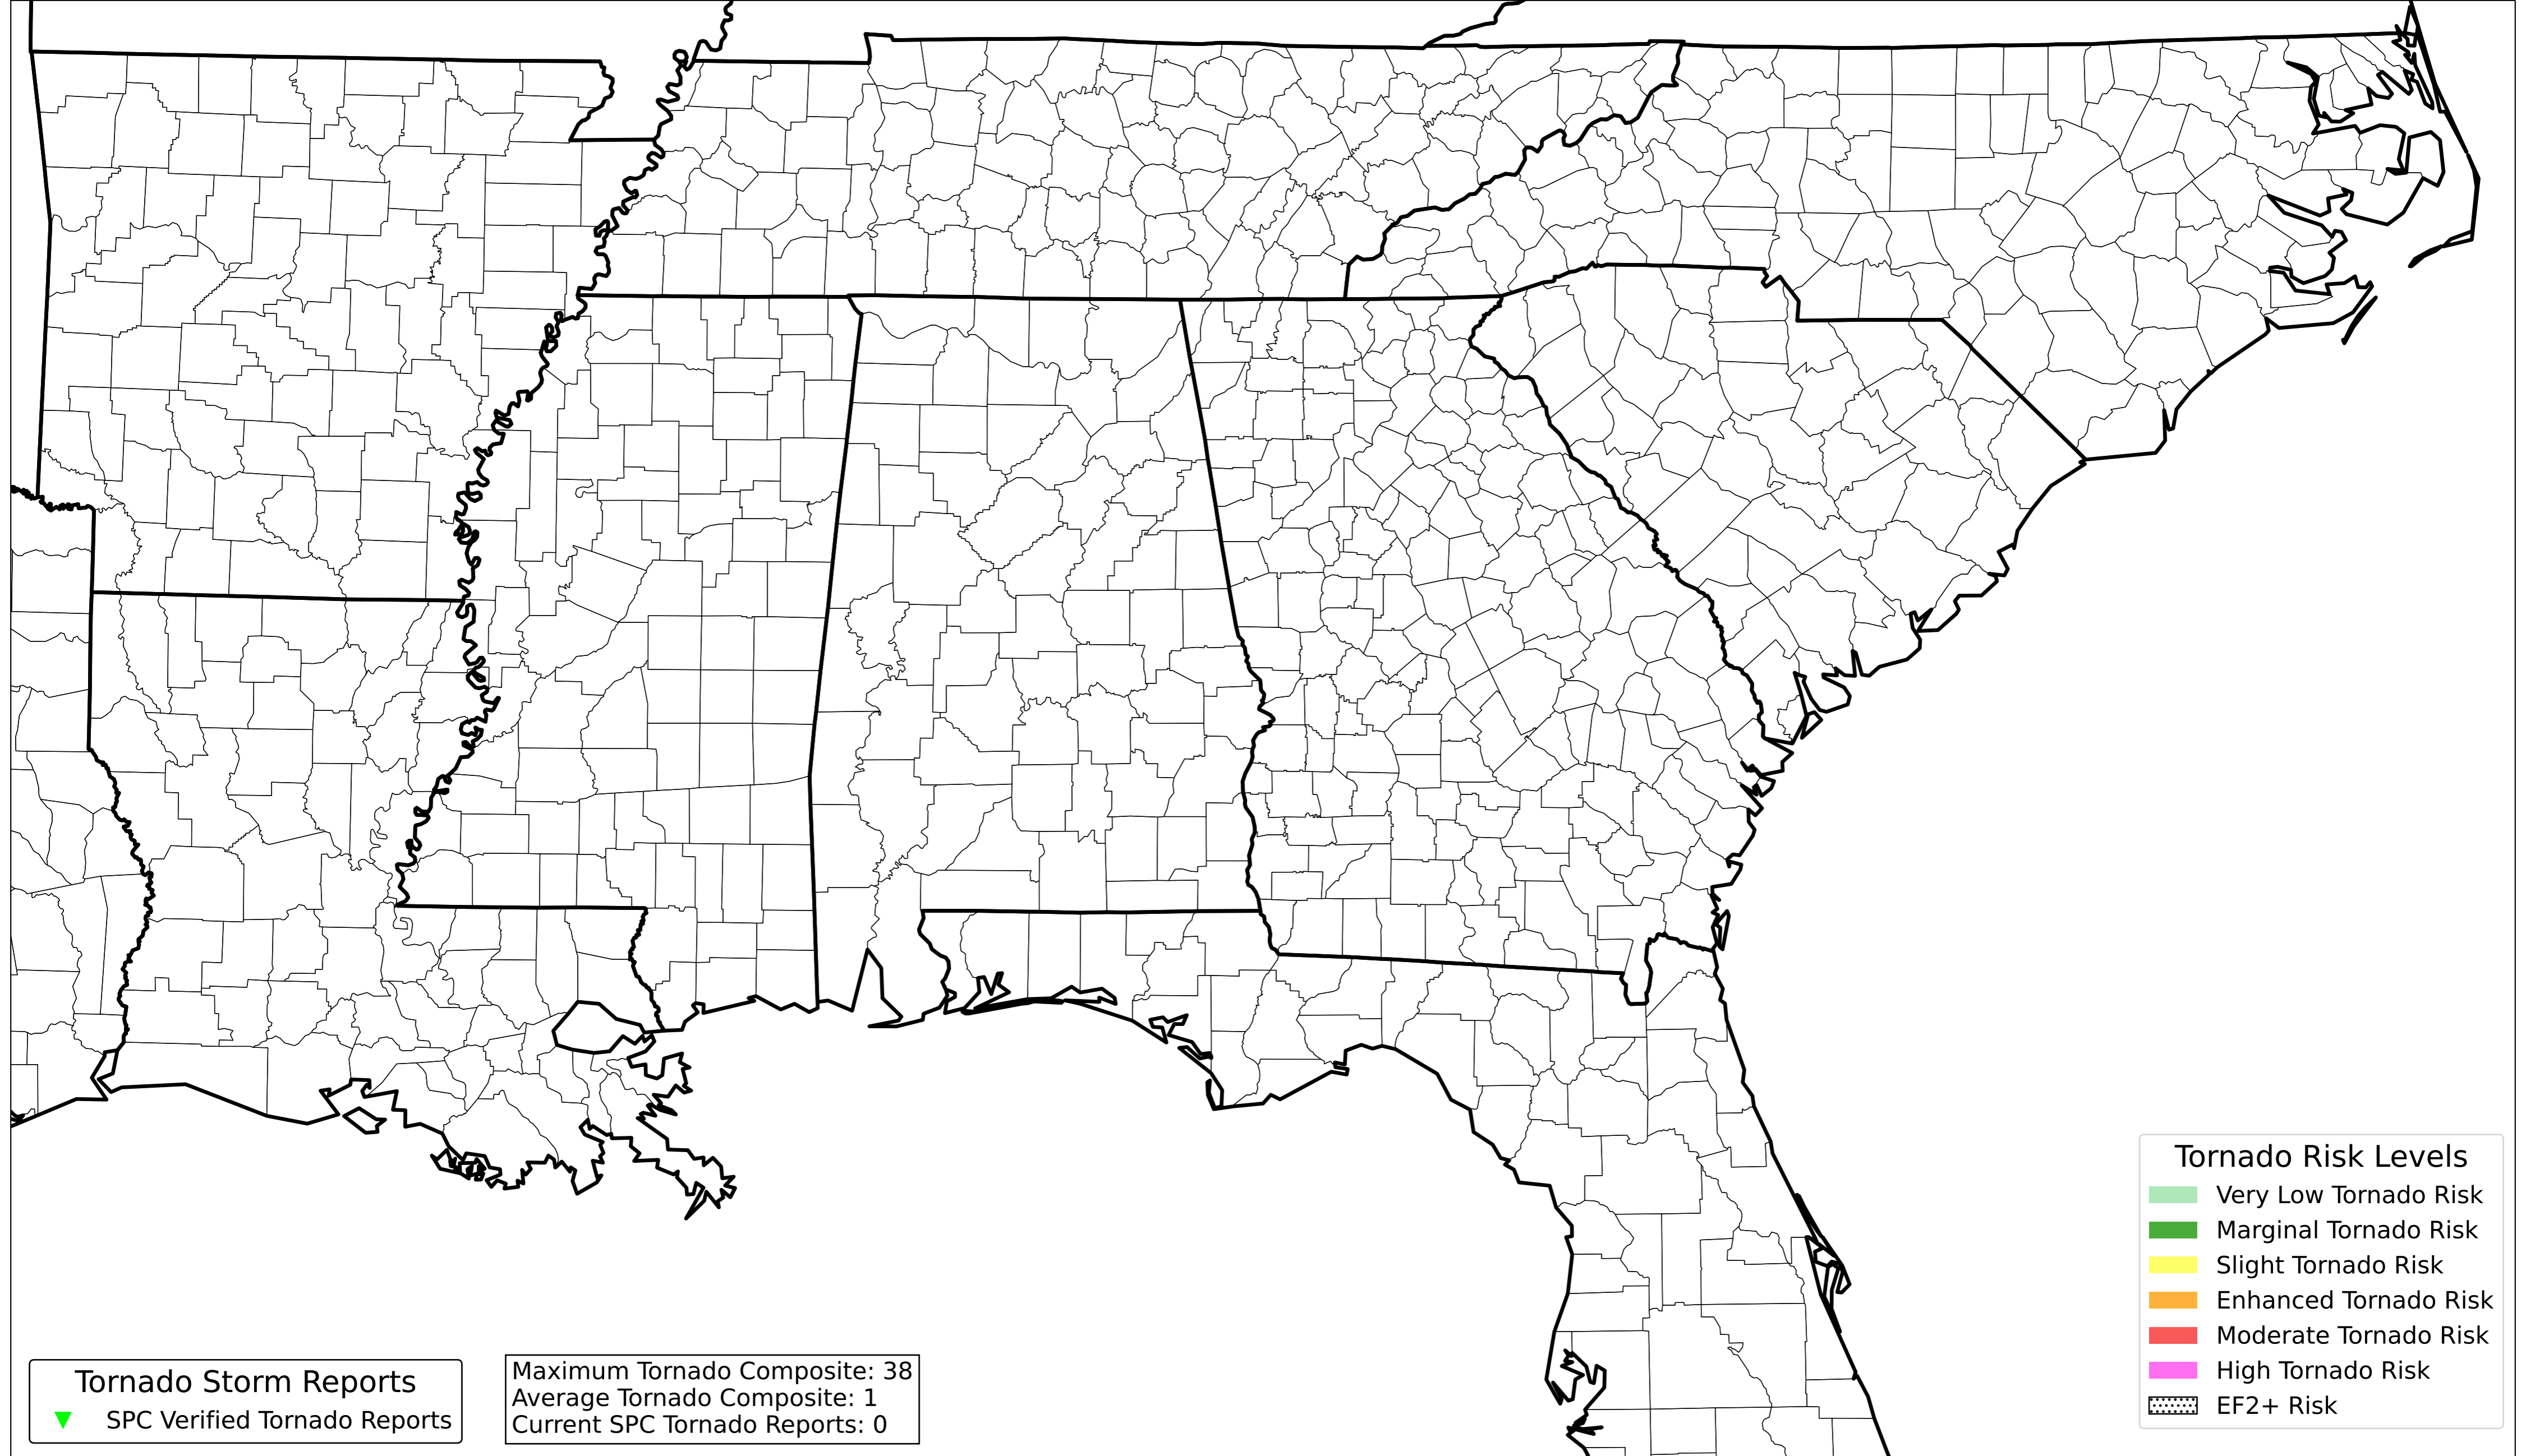 Tornado Risk Levels
Very Low Tornado Risk
Marginal Tornado Risk
Slight Tornado Risk
Enhanced Tornado Risk
Moderate Tornado Risk
High Tornado Risk
EF2+ Risk
Tornado Storm Reports
SPC Verified Tornado Reports
Maximum Tornado Composite: 38
Average Tornado Composite: 1
Current SPC Tornado Reports: 0